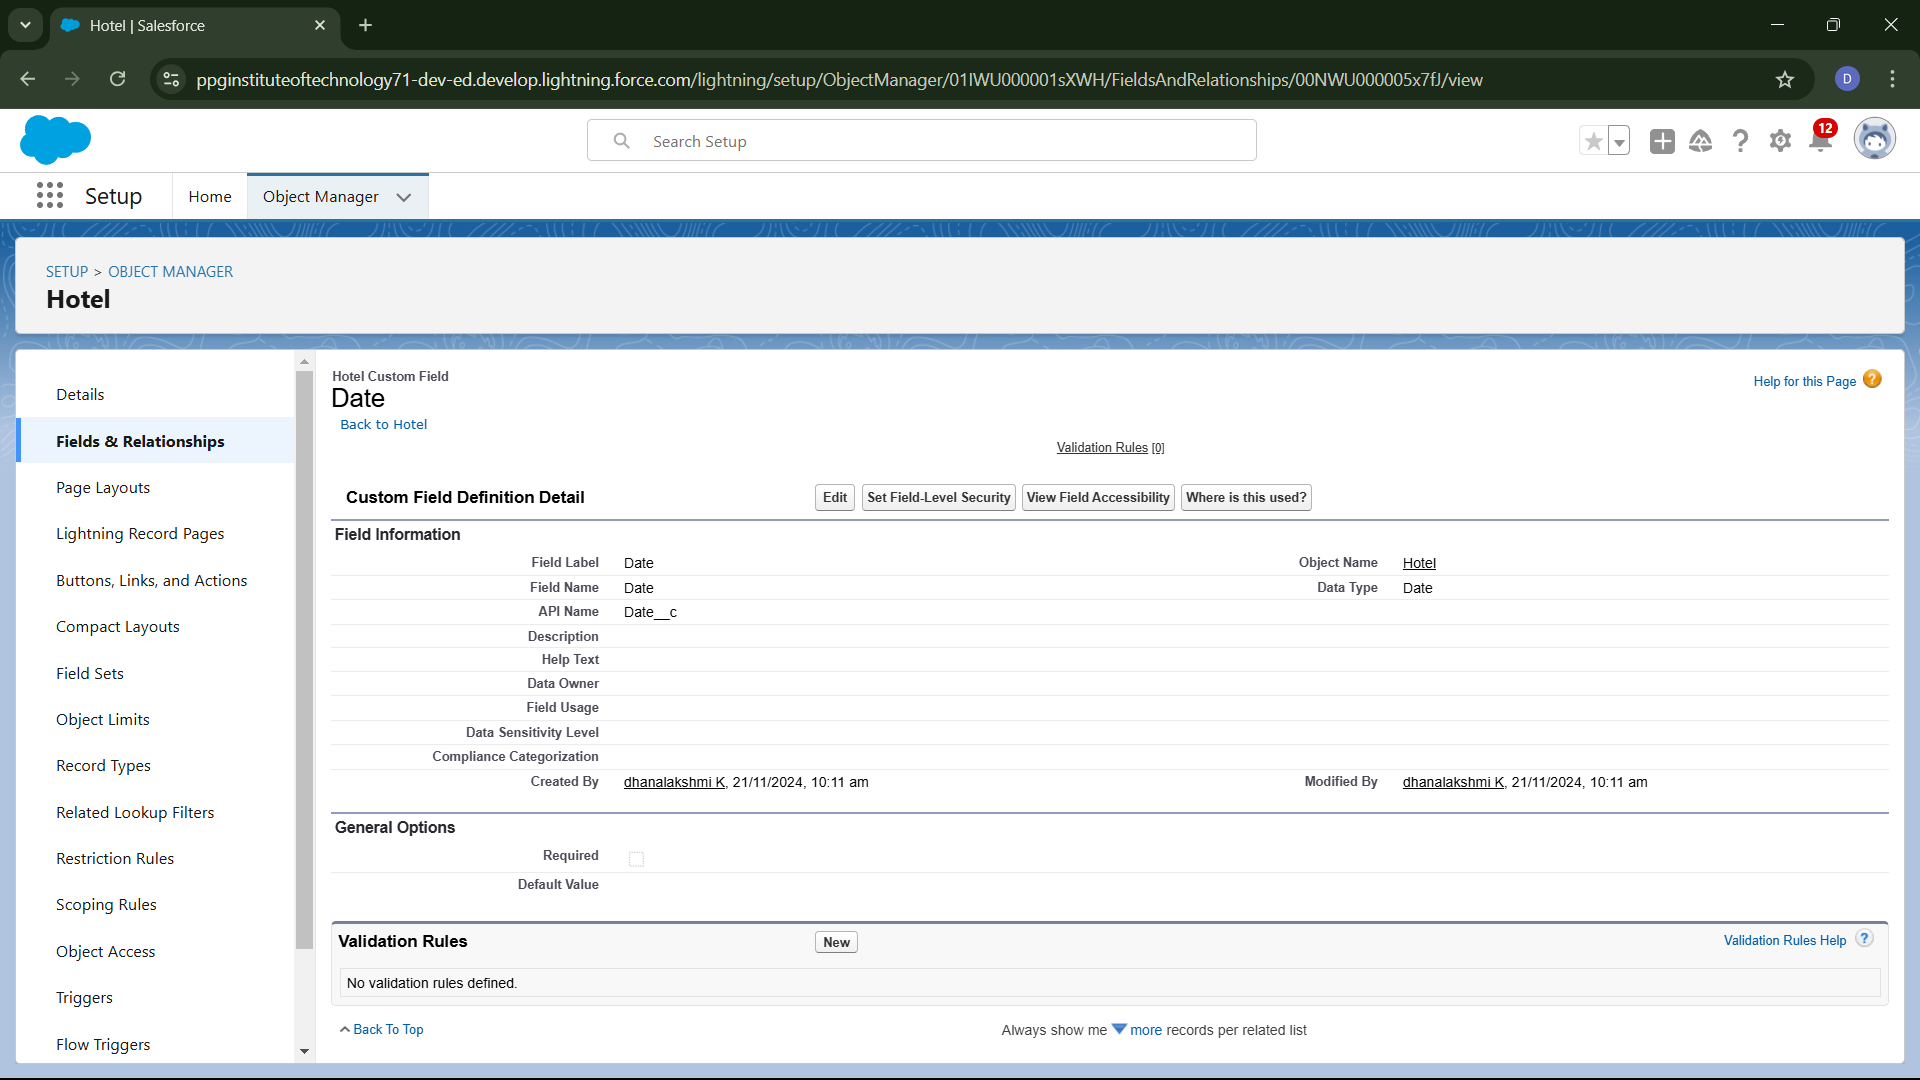 Hotel | Salesforce
ppginstituteoftechnology71-dev-ed.develop.lightning.force.com/lightning/setup/ObjectManager/01IWU000001sXWH/FieldsAndRelationships/00NWU000005x7fJ/view
D
Search Setup
12
Setup
Home
Object Manager
SETUP > OBJECT MANAGER
Hotel
Details
Fields & Relationships
Page Layouts
Lightning Record Pages
Buttons, Links, and Actions
Compact Layouts
Field Sets
Object Limits
Record Types
Related Lookup Filters
Restriction Rules
Scoping Rules
Object Access
Triggers
Flow Triggers
Hotel Custom Field
Date
Back to Hotel
Help for this Page ?
Validation Rules [0]
Custom Field Definition Detail
Edit
Set Field-Level Security
View Field Accessibility
Where is this used?
Field Information
Field Label Date
Object Name Hotel
Field Name Date
Data Type Date
API Name Date__c
Description
Help Text
Data Owner
Field Usage
Data Sensitivity Level
Compliance Categorization
Created By dhanalakshmi K, 21/11/2024, 10:11 am
Modified By dhanalakshmi K, 21/11/2024, 10:11 am
General Options
Required
Default Value
Validation Rules
New
Validation Rules Help ?
No validation rules defined.
Back To Top
Always show me more records per related list